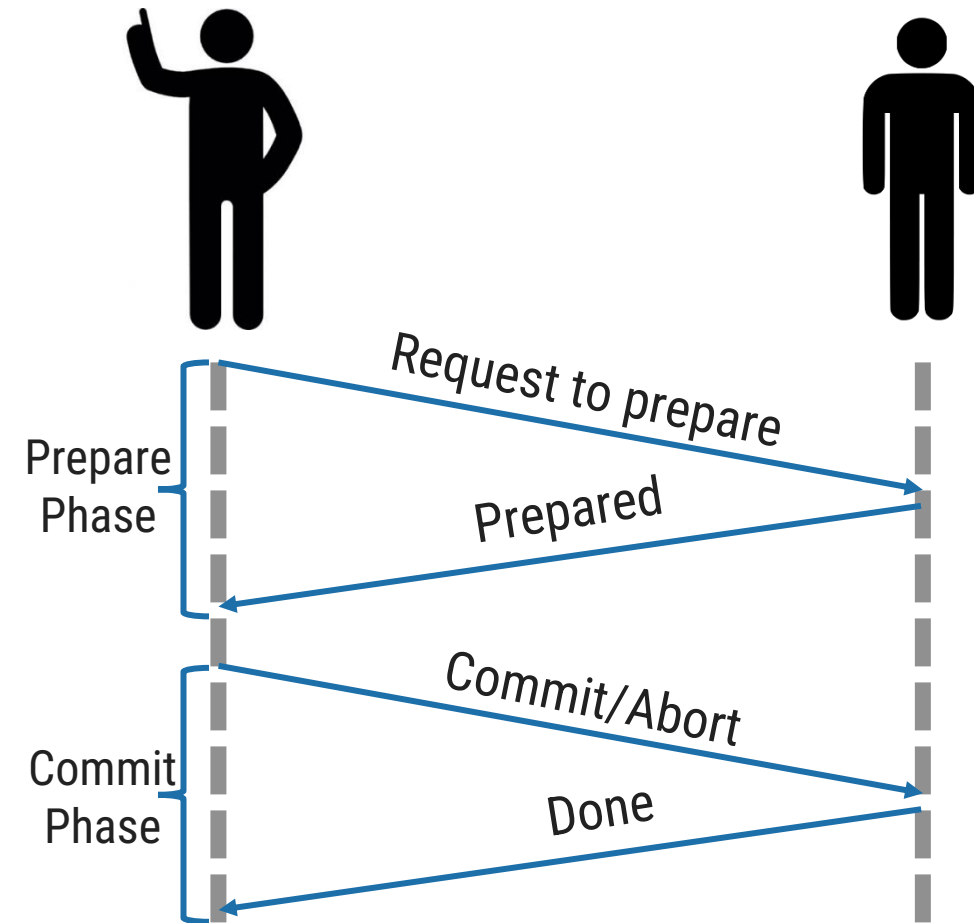 Request to prepare
Prepare
Phase
Prepared
Commit/Abort
Commit
Phase
Done